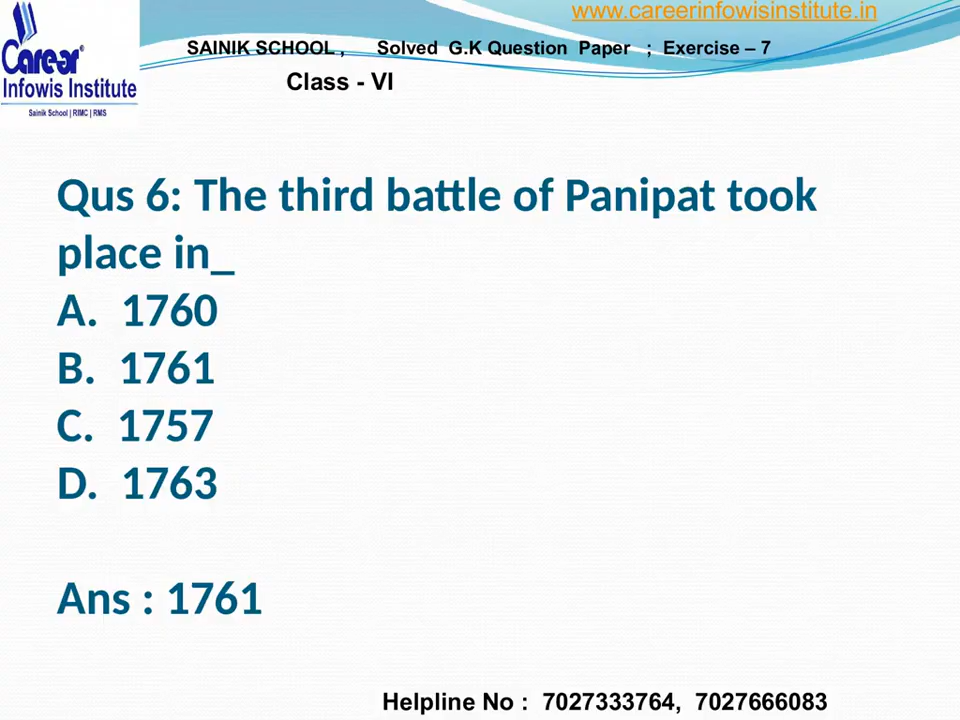 www.careerinfowisinstitute.in
SAINIK SCHOOL , Solved G.K Question Paper ; Exercise – 7
Class - VI
Carear
Infowis Institute
Sainik School | RIMC | RMS
Qus 6: The third battle of Panipat took
place in_
A. 1760
B. 1761
C. 1757
D. 1763
Ans : 1761
Helpline No : 7027333764, 7027666083